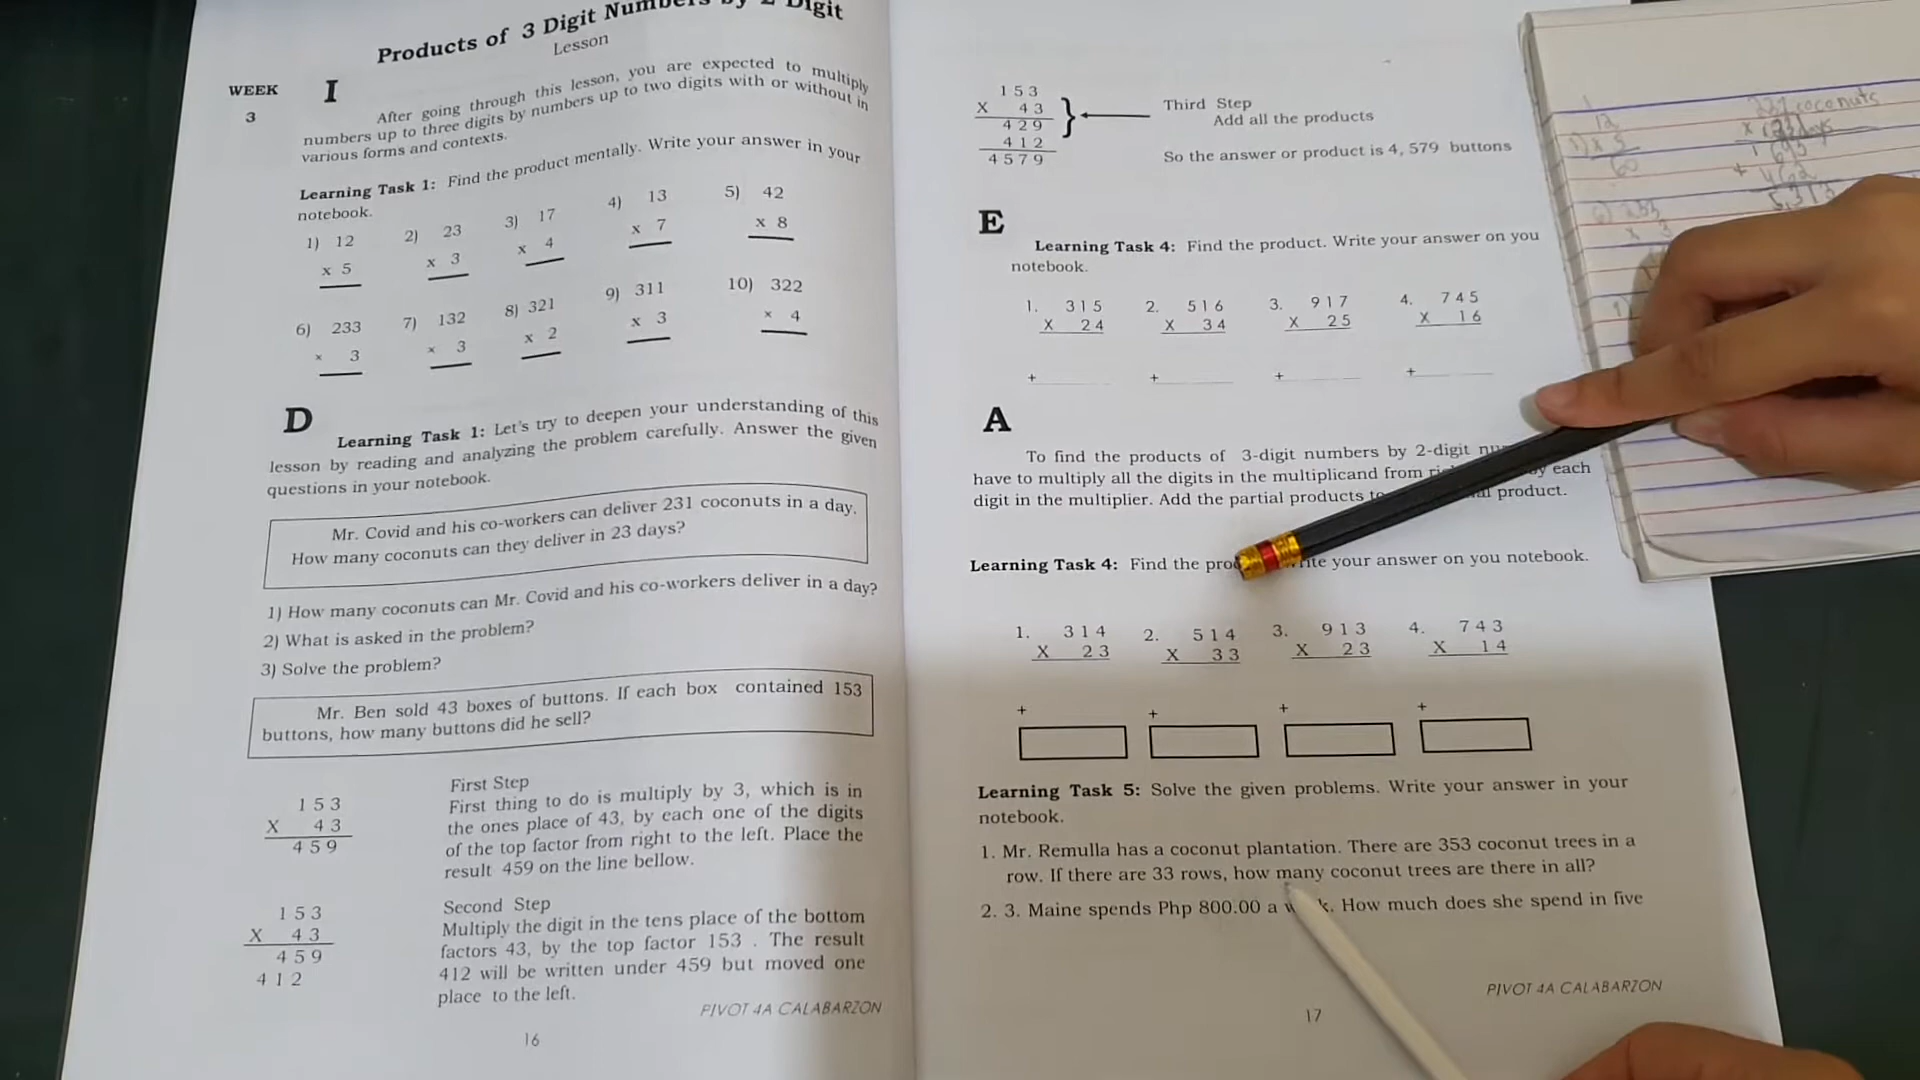 Products of 3 Digit Numbers by 2 Digit
Lesson
WEEK
3
I
After going through this lesson, you are expected to multiply
numbers up to three digits by numbers up to two digits with or without in
various forms and contexts.
Learning Task 1: Find the product mentally. Write your answer in your
notebook.
1) 12 2) 23 3) 17 4) 13 5) 42
x 5 x 3 x 4 x 7 x 8
6) 233 7) 132 8) 321 9) 311 10) 322
× 3 × 3 x 2 x 3 × 4
D
Learning Task 1: Let's try to deepen your understanding of this
lesson by reading and analyzing the problem carefully. Answer the given
questions in your notebook.
Mr. Covid and his co-workers can deliver 231 coconuts in a day.
How many coconuts can they deliver in 23 days?
1) How many coconuts can Mr. Covid and his co-workers deliver in a day?
2) What is asked in the problem?
3) Solve the problem?
Mr. Ben sold 43 boxes of buttons. If each box contained 153
buttons, how many buttons did he sell?
153
X 43
459
First Step
First thing to do is multiply by 3, which is in
the ones place of 43, by each one of the digits
of the top factor from right to the left. Place the
result 459 on the line bellow.
153
X 43
459
412
Second Step
Multiply the digit in the tens place of the bottom
factors 43, by the top factor 153 . The result
412 will be written under 459 but moved one
place to the left.
PIVOT 4A CALABARZON
16
153
X 43
429
412
4579
Third Step
Add all the products
So the answer or product is 4, 579 buttons
E
Learning Task 4: Find the product. Write your answer on you
notebook.
1. 315 2. 516 3. 917 4. 745
X 24 X 34 X 25 X 16
+ + + +
A
To find the products of 3-digit numbers by 2-digit
have to multiply all the digits in the multiplicand from by each
digit in the multiplier. Add the partial products product.
Learning Task 4: Find the your answer on you notebook.
1. 314 2. 514 3. 913 4. 743
X 23 X 33 X 23 X 14
+ + + +
Learning Task 5: Solve the given problems. Write your answer in your
notebook.
1. Mr. Remulla has a coconut plantation. There are 353 coconut trees in a
row. If there are 33 rows, how many coconut trees are there in all?
2. 3. Maine spends Php 800.00 a How much does she spend in five
PIVOT 4A CALABARZON
17
12
x 5
60
231 coconuts
x 23 days
693
+ 462
5,313